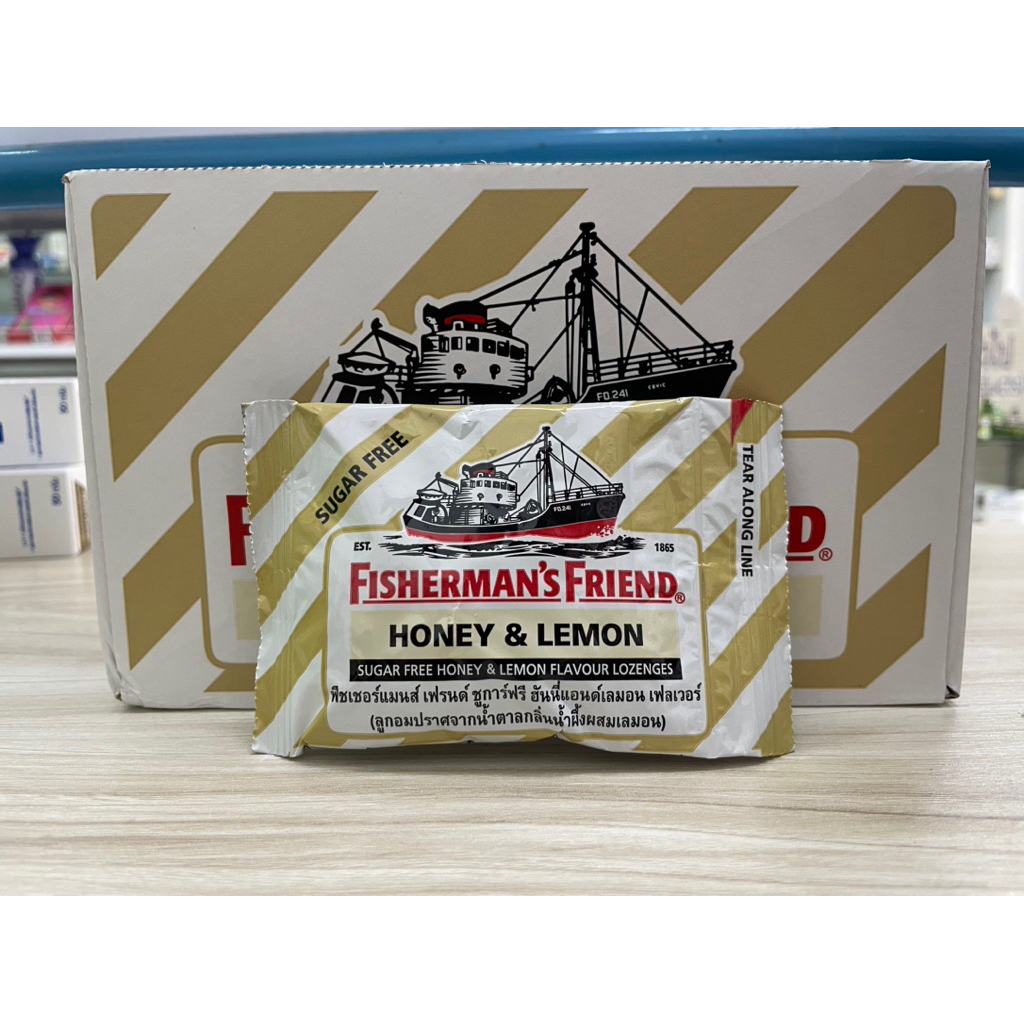 FD 241
CEVIC
SUGAR FREE
TEAR ALONG LINE
FD.241
EST. 1865
FISHERMAN'S FRIEND®
HONEY & LEMON
SUGAR FREE HONEY & LEMON FLAVOUR LOZENGES
ฟิชเชอร์แมนส์ เฟรนด์ ชูการ์ฟรี ฮันนี่แอนด์เลมอน เฟลเวอร์
(ลูกอมปราศจากน้ำตาลกลิ่นน้ำผึ้งผสมเลมอน)